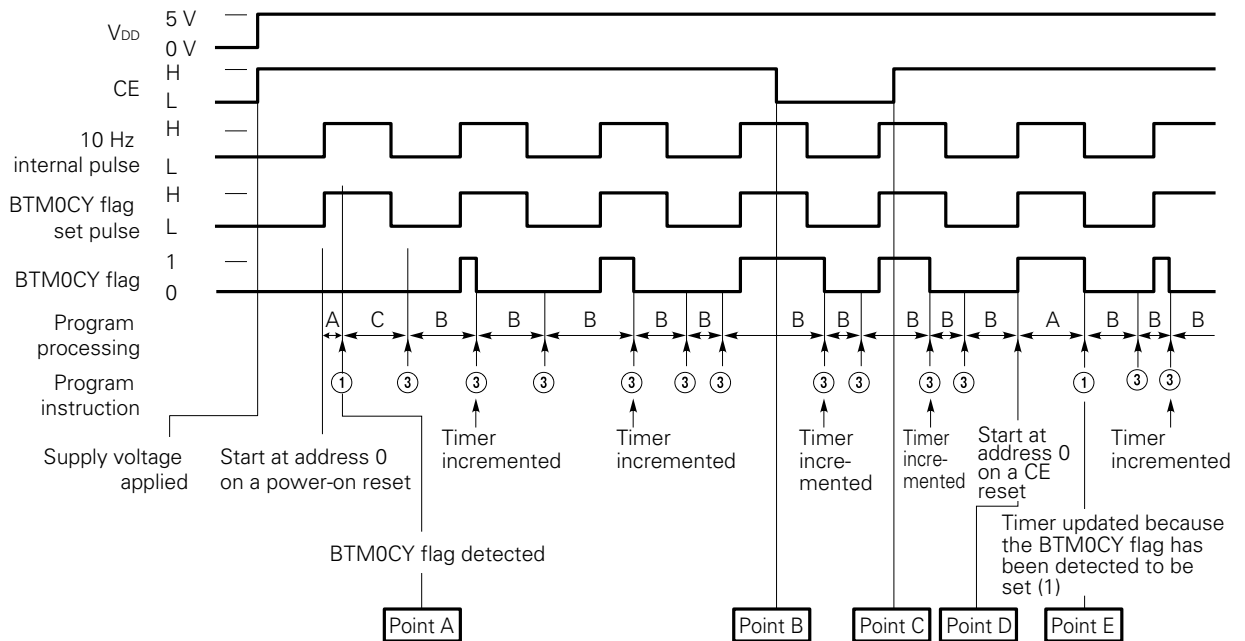 VDD
5 V
0 V
CE
H
L
10 Hz
internal pulse
H
L
BTM0CY flag
set pulse
H
L
BTM0CY flag
1
0
Program
processing
A C B B B B B B B B B B A B B B
Program
instruction
1 3 3 3 3 3 3 3 3 3 3 1 3 3
Supply voltage
applied
Start at address 0
on a power-on reset
Timer
incremented
Timer
incremented
Timer
incre-
mented
Timer
incre-
mented
Start at
address 0
on a CE
reset
Timer
incremented
BTM0CY flag detected
Timer updated because
the BTM0CY flag has
been detected to be
set (1)
Point A
Point B
Point C
Point D
Point E